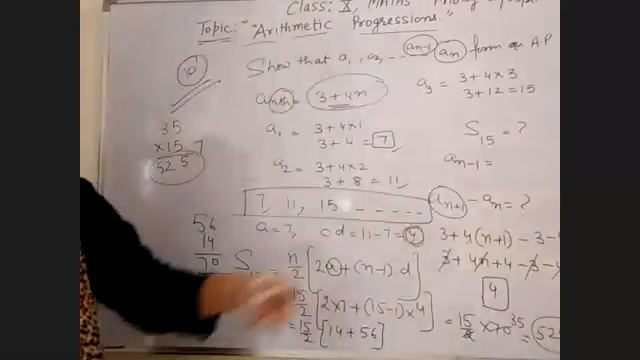 Class: X, MATHS
Topic: "Arithmetic Progressions."
10
Show that a1, a2, --- an-1 an form an A.P
anth = 3+4n
a1 = 3+4×1
3+4 = 7
a2 = 3+4×2
3+8 = 11
a3 = 3+4×3
3+12=15
S15 = ?
an-1 =
an+1 - an = ?
35
×15
525
7, 11, 15 ------
a=7, cd=11-7=4
3+4(n+1)-3-
3+4n+4-3-
4
56
14
70
S
n/2 [2a+(n-1)d]
15/2 [2×7+(15-1)×4]
= 15/2 [14+56]
= 15/2 ×70 35